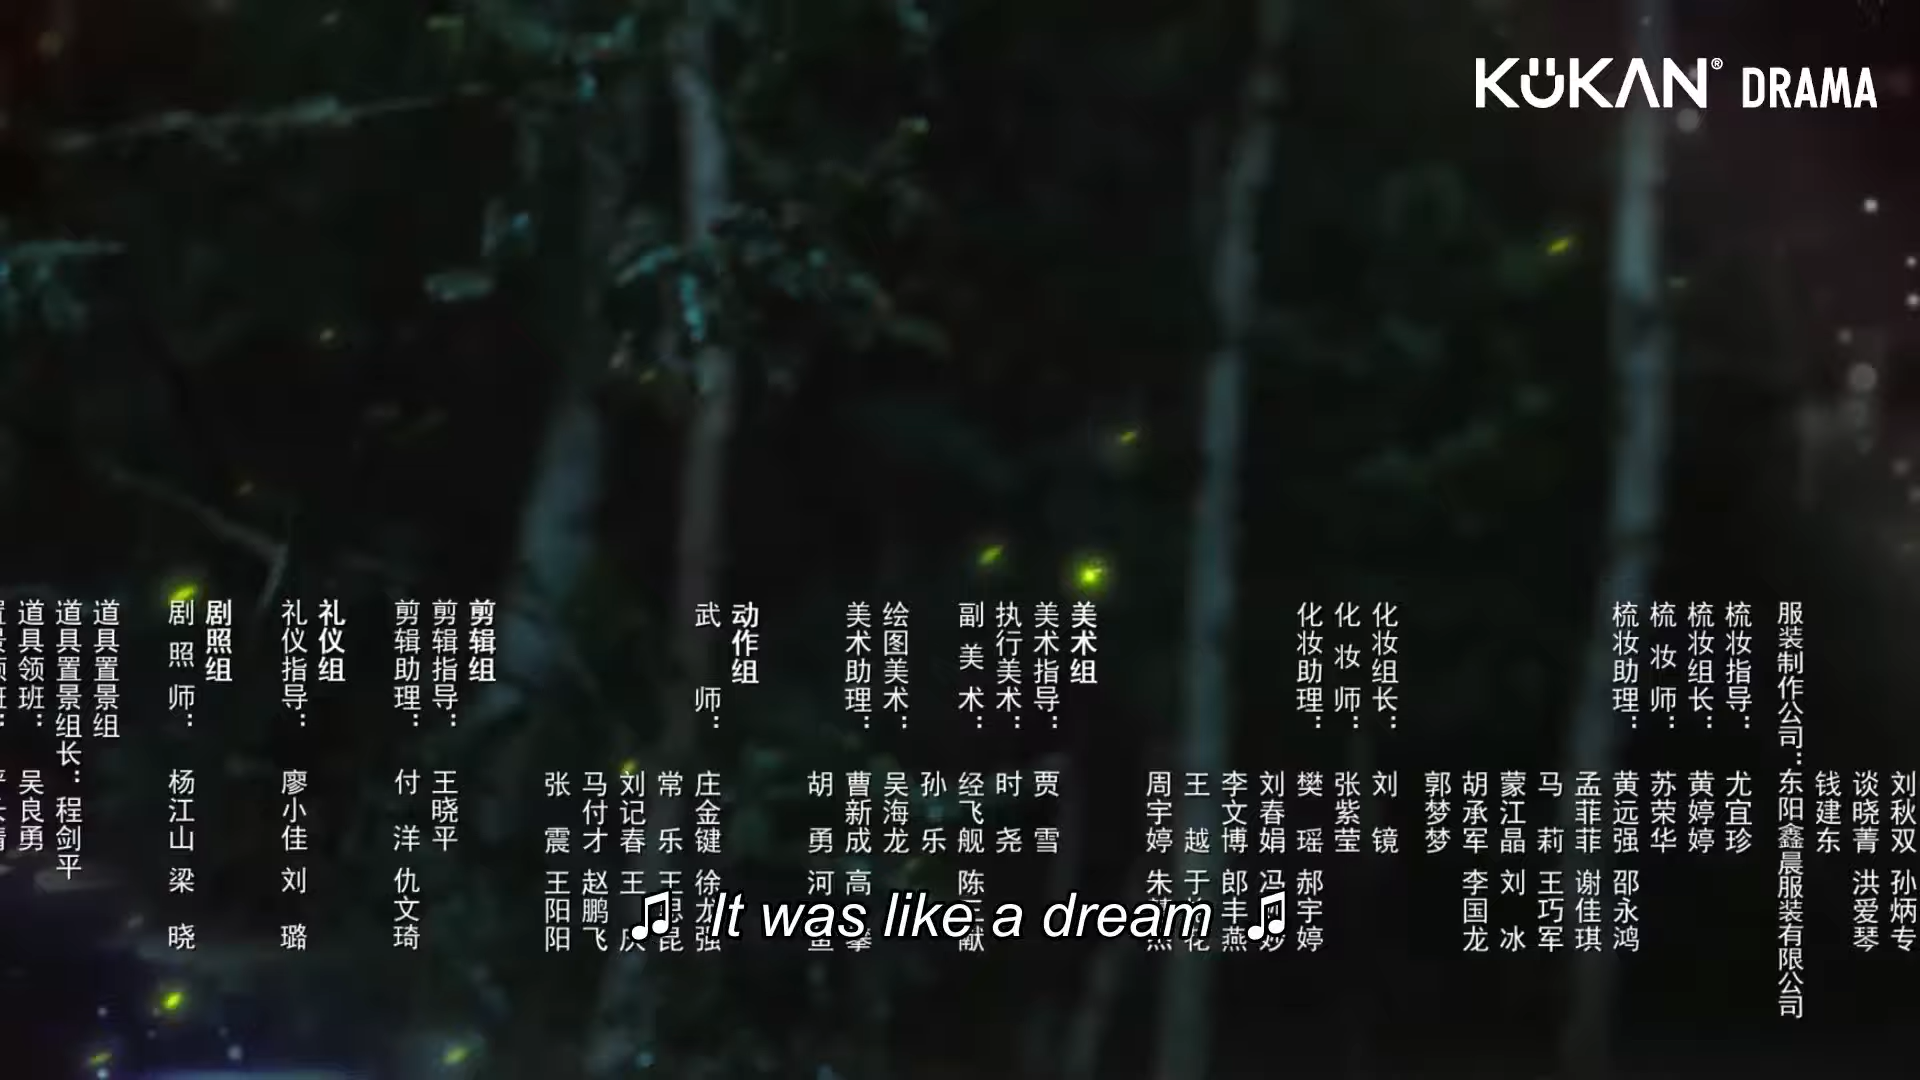 KÜKAN® DRAMA
刘秋双 孙炳专
谈晓菁 洪爱琴
钱建东
服装制作公司：东阳鑫晨服装有限公司
梳妆指导：尤宜珍
梳妆组长：黄婷婷
梳妆师：苏荣华
梳妆助理：黄远强 邵永鸿
孟菲菲 谢佳琪
马莉 王巧军
蒙江晶 刘冰
胡承军 李国龙
郭梦梦
化妆组长：刘镜
化妆师：张紫莹
化妆助理：樊瑶 郝宇婷
刘春娟
李文博 郎丰燕
王越
周宇婷
美术组
美术指导：贾雪
执行美术：时尧
副美术：经飞舰
孙乐
绘图美术：吴海龙
美术助理：曹新成
胡勇
动作组
武师：庄金键 徐龙强
常乐
刘记春
马付才 赵鹏飞
张震 王阳阳
剪辑组
剪辑指导：王晓平
剪辑助理：付洋 仇文琦
礼仪组
礼仪指导：廖小佳 刘璐
剧照组
剧照师：杨江山 梁晓
道具置景组
道具置景组长：程剑平
道具领班：吴良勇
♫ It was like a dream ♫